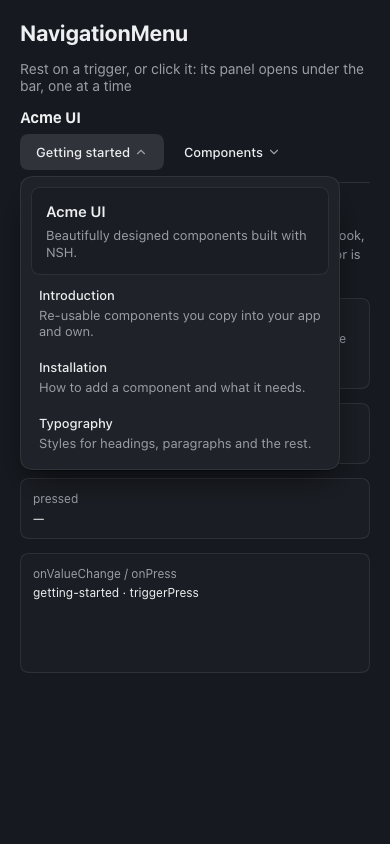 NavigationMenu
Rest on a trigger, or click it: its panel opens under the
bar, one at a time
Acme UI
Getting started
Components
Acme UI
Beautifully designed components built with
NSH.
Introduction
Re-usable components you copy into your app
and own.
Installation
How to add a component and what it needs.
Typography
Styles for headings, paragraphs and the rest.
pressed
—
onValueChange / onPress
getting-started · triggerPress